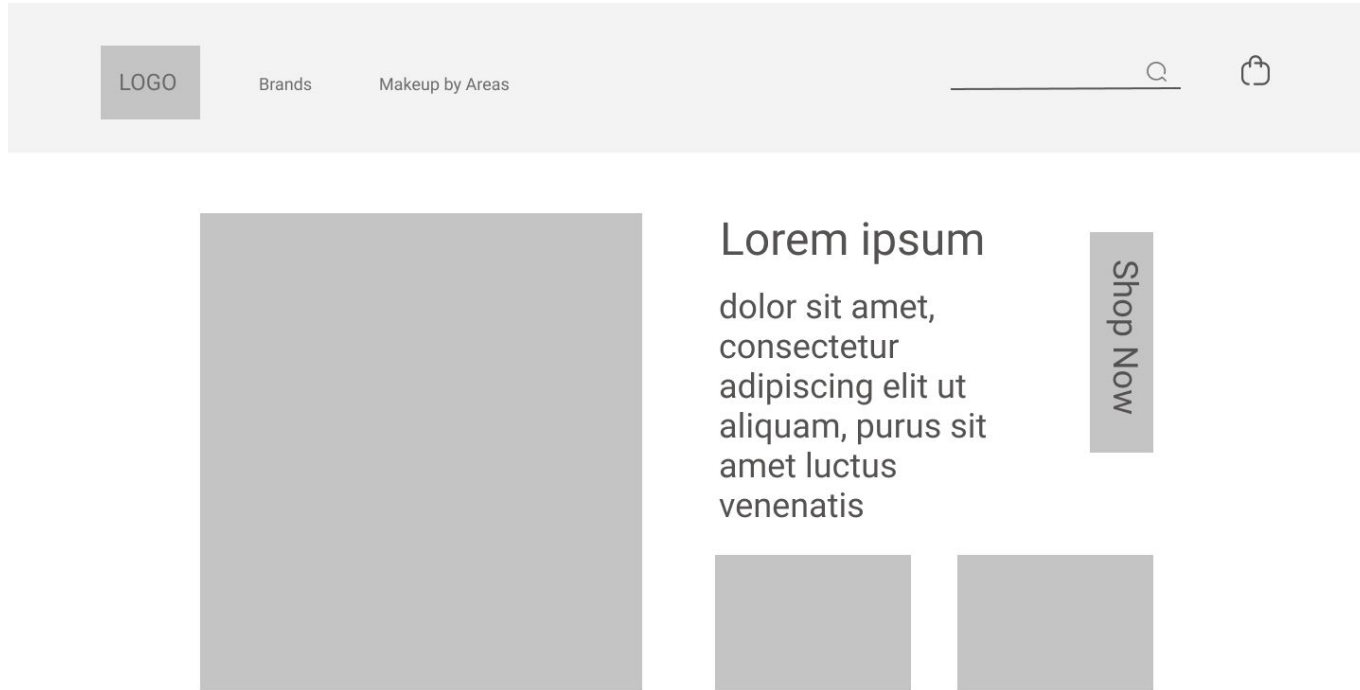 LOGO
Brands
Makeup by Areas
Lorem ipsum
dolor sit amet,
consectetur
adipiscing elit ut
aliquam, purus sit
amet luctus
venenatis
Shop Now